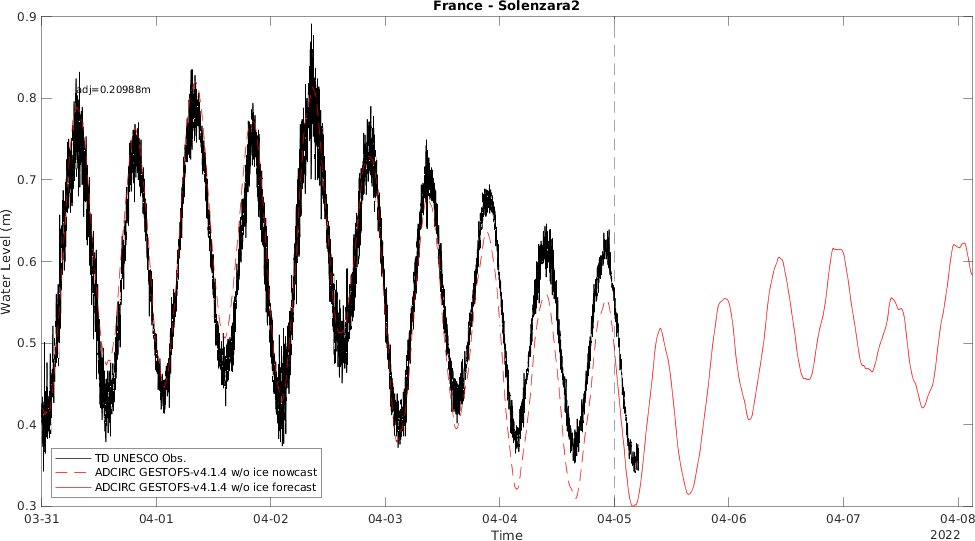 France - Solenzara2
0.9
0.8
0.7
0.6
0.5
0.4
0.3
Water Level (m)
adj=0.20988m
TD UNESCO Obs.
ADCIRC GESTOFS-v4.1.4 w/o ice nowcast
ADCIRC GESTOFS-v4.1.4 w/o ice forecast
03-31 04-01 04-02 04-03 04-04 04-05 04-06 04-07 04-08
Time
2022